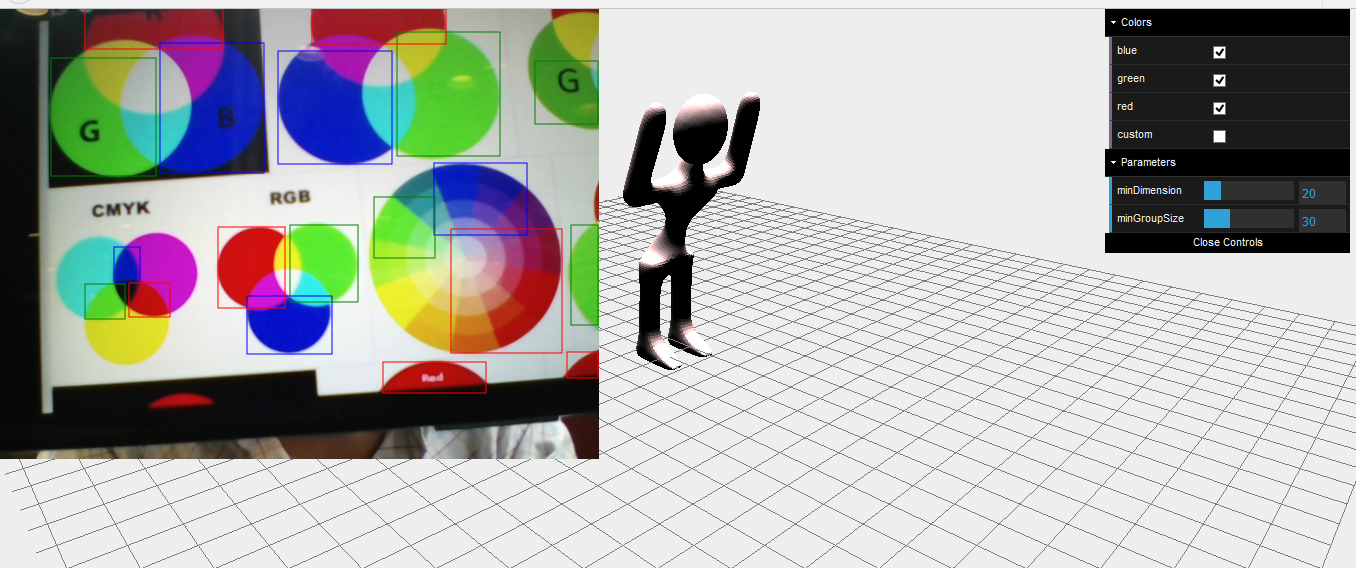 R
G
B
G
CMYK
RGB
Red
Colors
blue
green
red
custom
Parameters
minDimension 20
minGroupSize 30
Close Controls